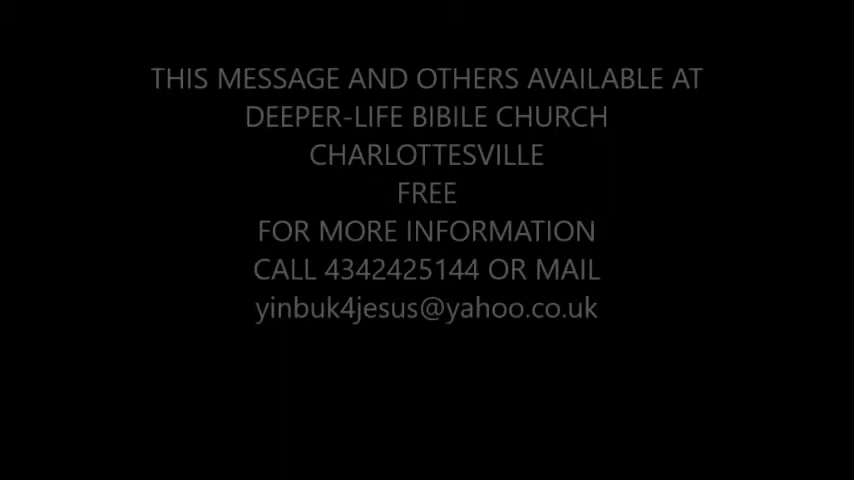 THIS MESSAGE AND OTHERS AVAILABLE AT
DEEPER-LIFE BIBILE CHURCH
CHARLOTTESVILLE
FREE
FOR MORE INFORMATION
CALL 4342425144 OR MAIL
yinbuk4jesus@yahoo.co.uk